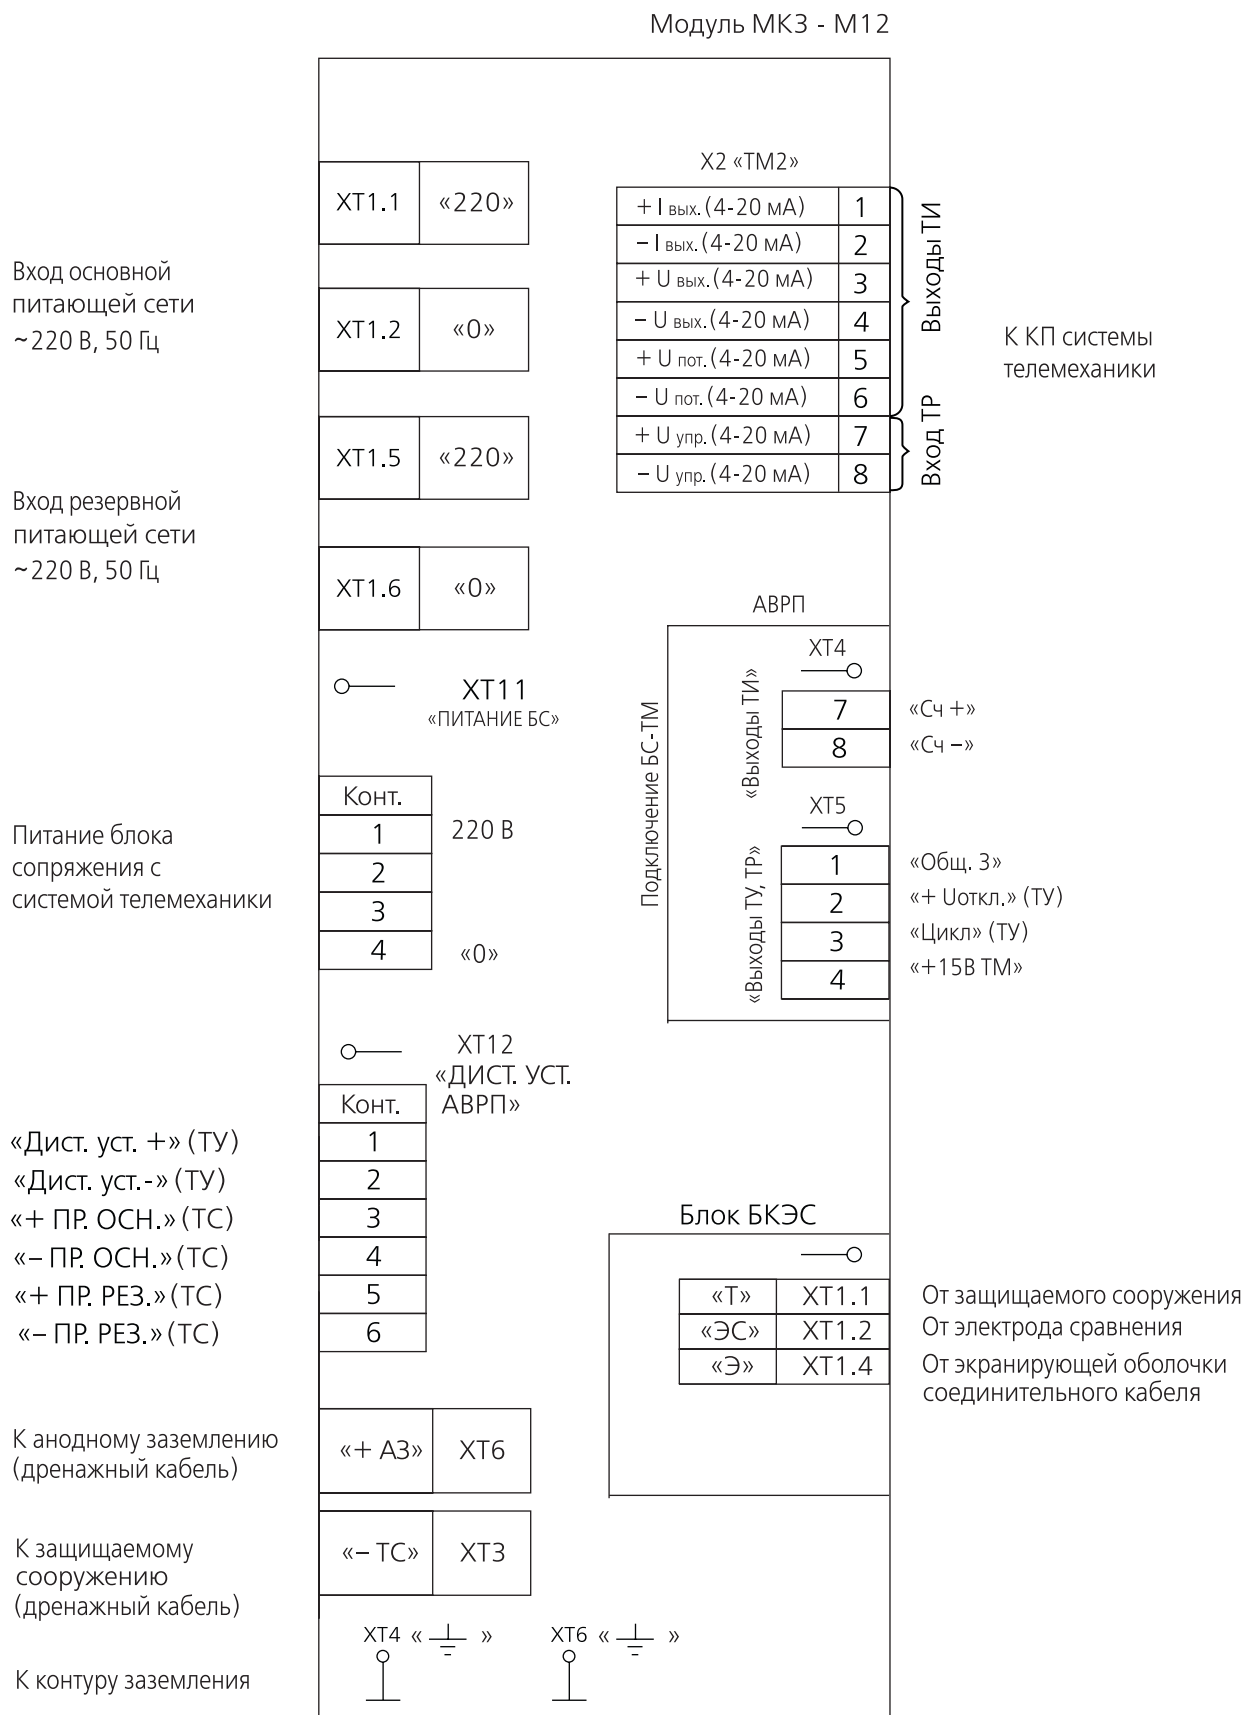 Модуль МКЗ - М12
ХТ1.1 «220»
Вход основной
питающей сети
~220 В, 50 Гц
ХТ1.2 «0»
ХТ1.5 «220»
Вход резервной
питающей сети
~220 В, 50 Гц
ХТ1.6 «0»
ХТ11
«ПИТАНИЕ БС»
Конт.
1 220 В
2
3
4 «0»
Питание блока
сопряжения с
системой телемеханики
ХТ12
«ДИСТ. УСТ.
АВРП»
Конт.
«Дист. уст. +» (ТУ) 1
«Дист. уст.-» (ТУ) 2
«+ ПР. ОСН.» (ТС) 3
«– ПР. ОСН.» (ТС) 4
«+ ПР. РЕЗ.» (ТС) 5
«– ПР. РЕЗ.» (ТС) 6
К анодному заземлению
(дренажный кабель)
«+ АЗ» ХТ6
К защищаемому
сооружению
(дренажный кабель)
«– ТС» ХТ3
К контуру заземления
ХТ4 « »
ХТ6 « »
Х2 «ТМ2»
+ I вых. (4-20 мА) 1
– I вых. (4-20 мА) 2
+ U вых. (4-20 мА) 3
– U вых. (4-20 мА) 4
+ U пот. (4-20 мА) 5
– U пот. (4-20 мА) 6
+ U упр. (4-20 мА) 7
– U упр. (4-20 мА) 8
Выходы ТИ
Вход ТР
К КП системы
телемеханики
АВРП
Подключение БС-ТМ
ХТ4
«Выходы ТИ»
7 «Сч +»
8 «Сч –»
ХТ5
«Выходы ТУ, ТР»
1 «Общ. 3»
2 «+ Uоткл.» (ТУ)
3 «Цикл» (ТУ)
4 «+15В ТМ»
Блок БКЭС
«Т» ХТ1.1 От защищаемого сооружения
«ЭС» ХТ1.2 От электрода сравнения
«Э» ХТ1.4 От экранирующей оболочки
соединительного кабеля